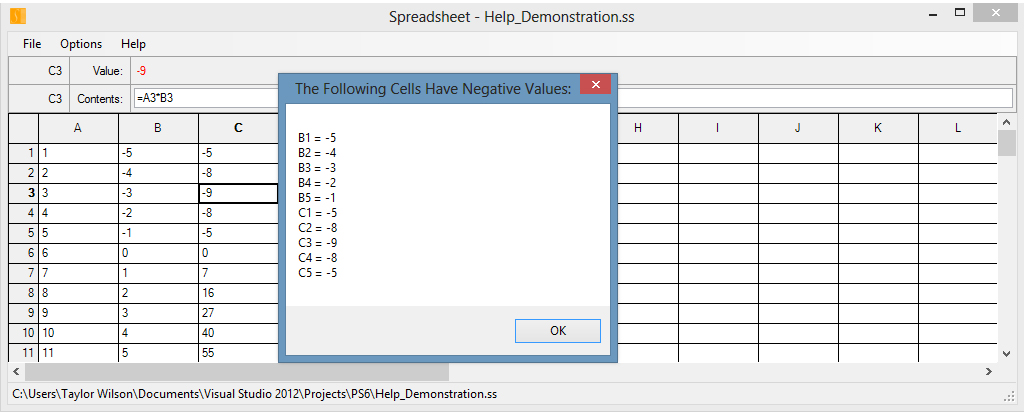 Spreadsheet - Help_Demonstration.ss
File Options Help
C3 Value: -9
C3 Contents: =A3*B3
The Following Cells Have Negative Values:
B1 = -5
B2 = -4
B3 = -3
B4 = -2
B5 = -1
C1 = -5
C2 = -8
C3 = -9
C4 = -8
C5 = -5
OK
A B C H I J K L
1 1 -5 -5
2 2 -4 -8
3 3 -3 -9
4 4 -2 -8
5 5 -1 -5
6 6 0 0
7 7 1 7
8 8 2 16
9 9 3 27
10 10 4 40
11 11 5 55
C:\Users\Taylor Wilson\Documents\Visual Studio 2012\Projects\PS6\Help_Demonstration.ss